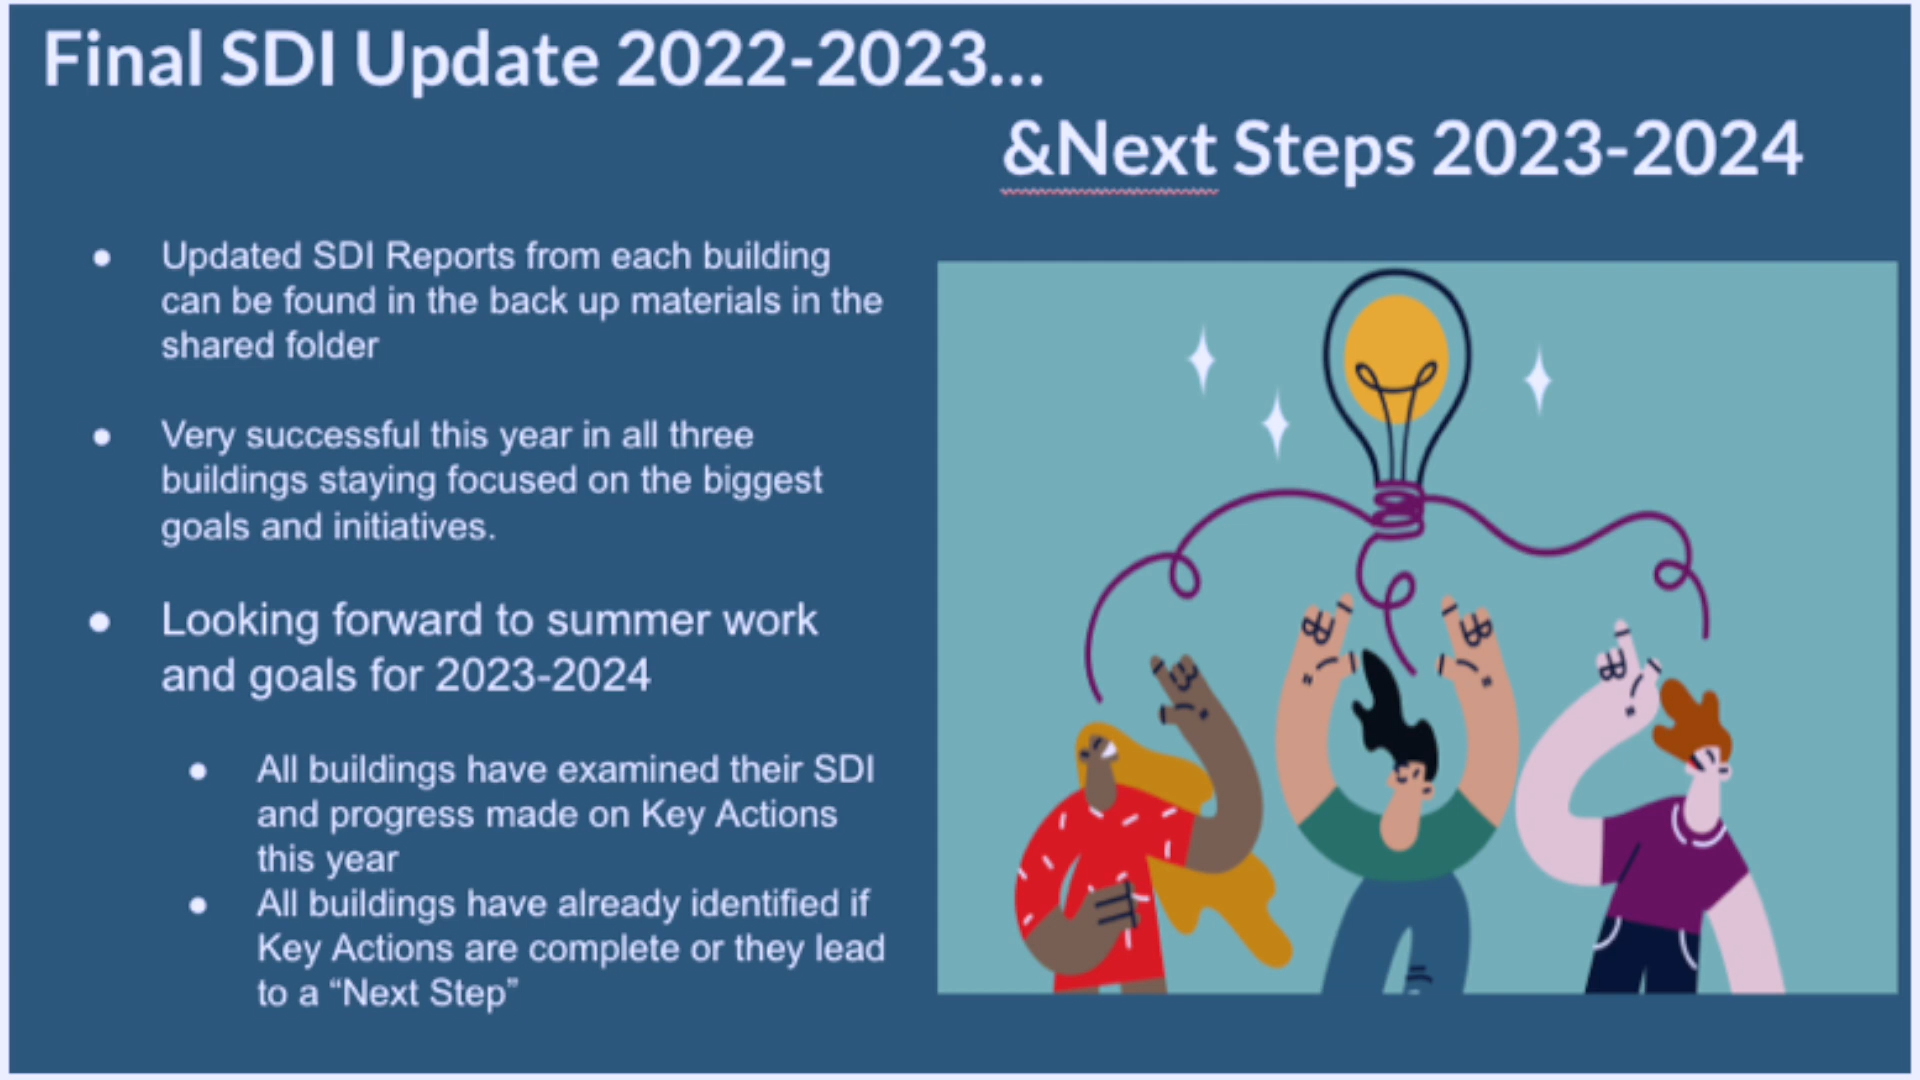 Final SDI Update 2022-2023...
&Next Steps 2023-2024
● Updated SDI Reports from each building
can be found in the back up materials in the
shared folder
● Very successful this year in all three
buildings staying focused on the biggest
goals and initiatives.
● Looking forward to summer work
and goals for 2023-2024
● All buildings have examined their SDI
and progress made on Key Actions
this year
● All buildings have already identified if
Key Actions are complete or they lead
to a “Next Step”